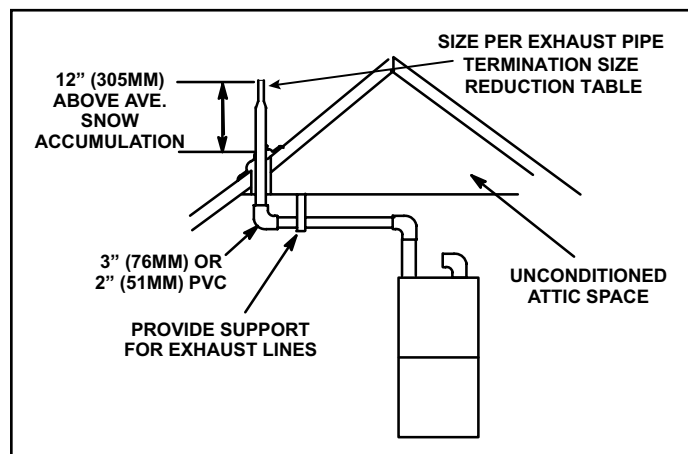 SIZE PER EXHAUST PIPE
TERMINATION SIZE
REDUCTION TABLE
12” (305MM)
ABOVE AVE.
SNOW
ACCUMULATION
3” (76MM) OR
2” (51MM) PVC
UNCONDITIONED
ATTIC SPACE
PROVIDE SUPPORT
FOR EXHAUST LINES